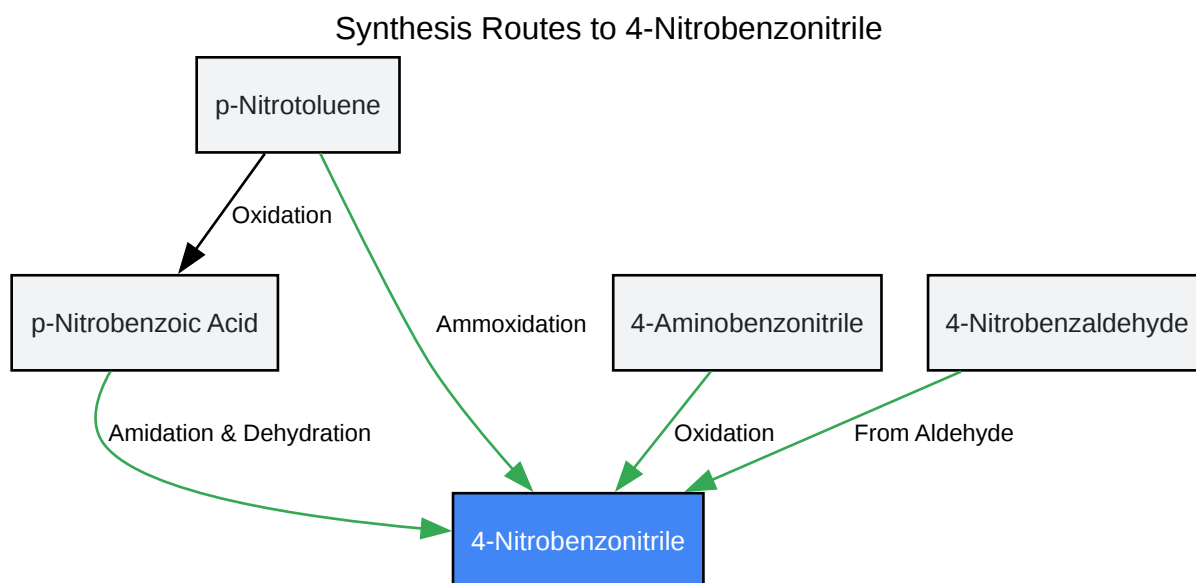 Synthesis Routes to 4-Nitrobenzonitrile
p-Nitrotoluene
Oxidation
p-Nitrobenzoic Acid
Ammoxidation
4-Aminobenzonitrile
4-Nitrobenzaldehyde
Amidation & Dehydration
Oxidation
From Aldehyde
4-Nitrobenzonitrile